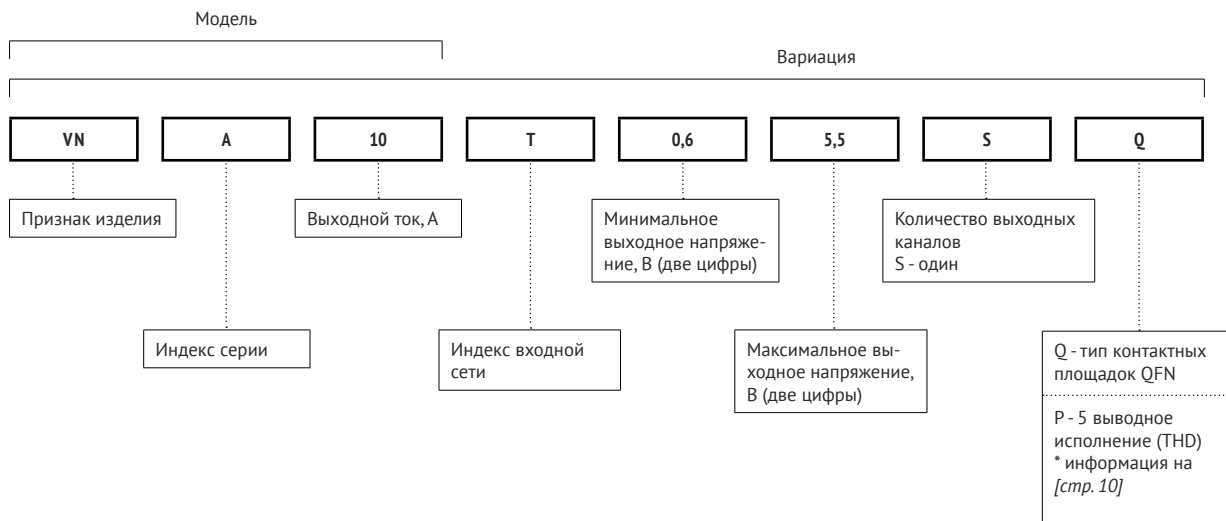 Модель
Вариация
VN
A
10
T
0,6
5,5
S
Q
Признак изделия
Выходной ток, А
Минимальное
выходное напряже-
ние, В (две цифры)
Количество выходных
каналов
S - один
Индекс серии
Индекс входной
сети
Максимальное вы-
ходное напряжение,
В (две цифры)
Q - тип контактных
площадок QFN
P - 5 выводное
исполнение (THD)
* информация на
[стр. 10]